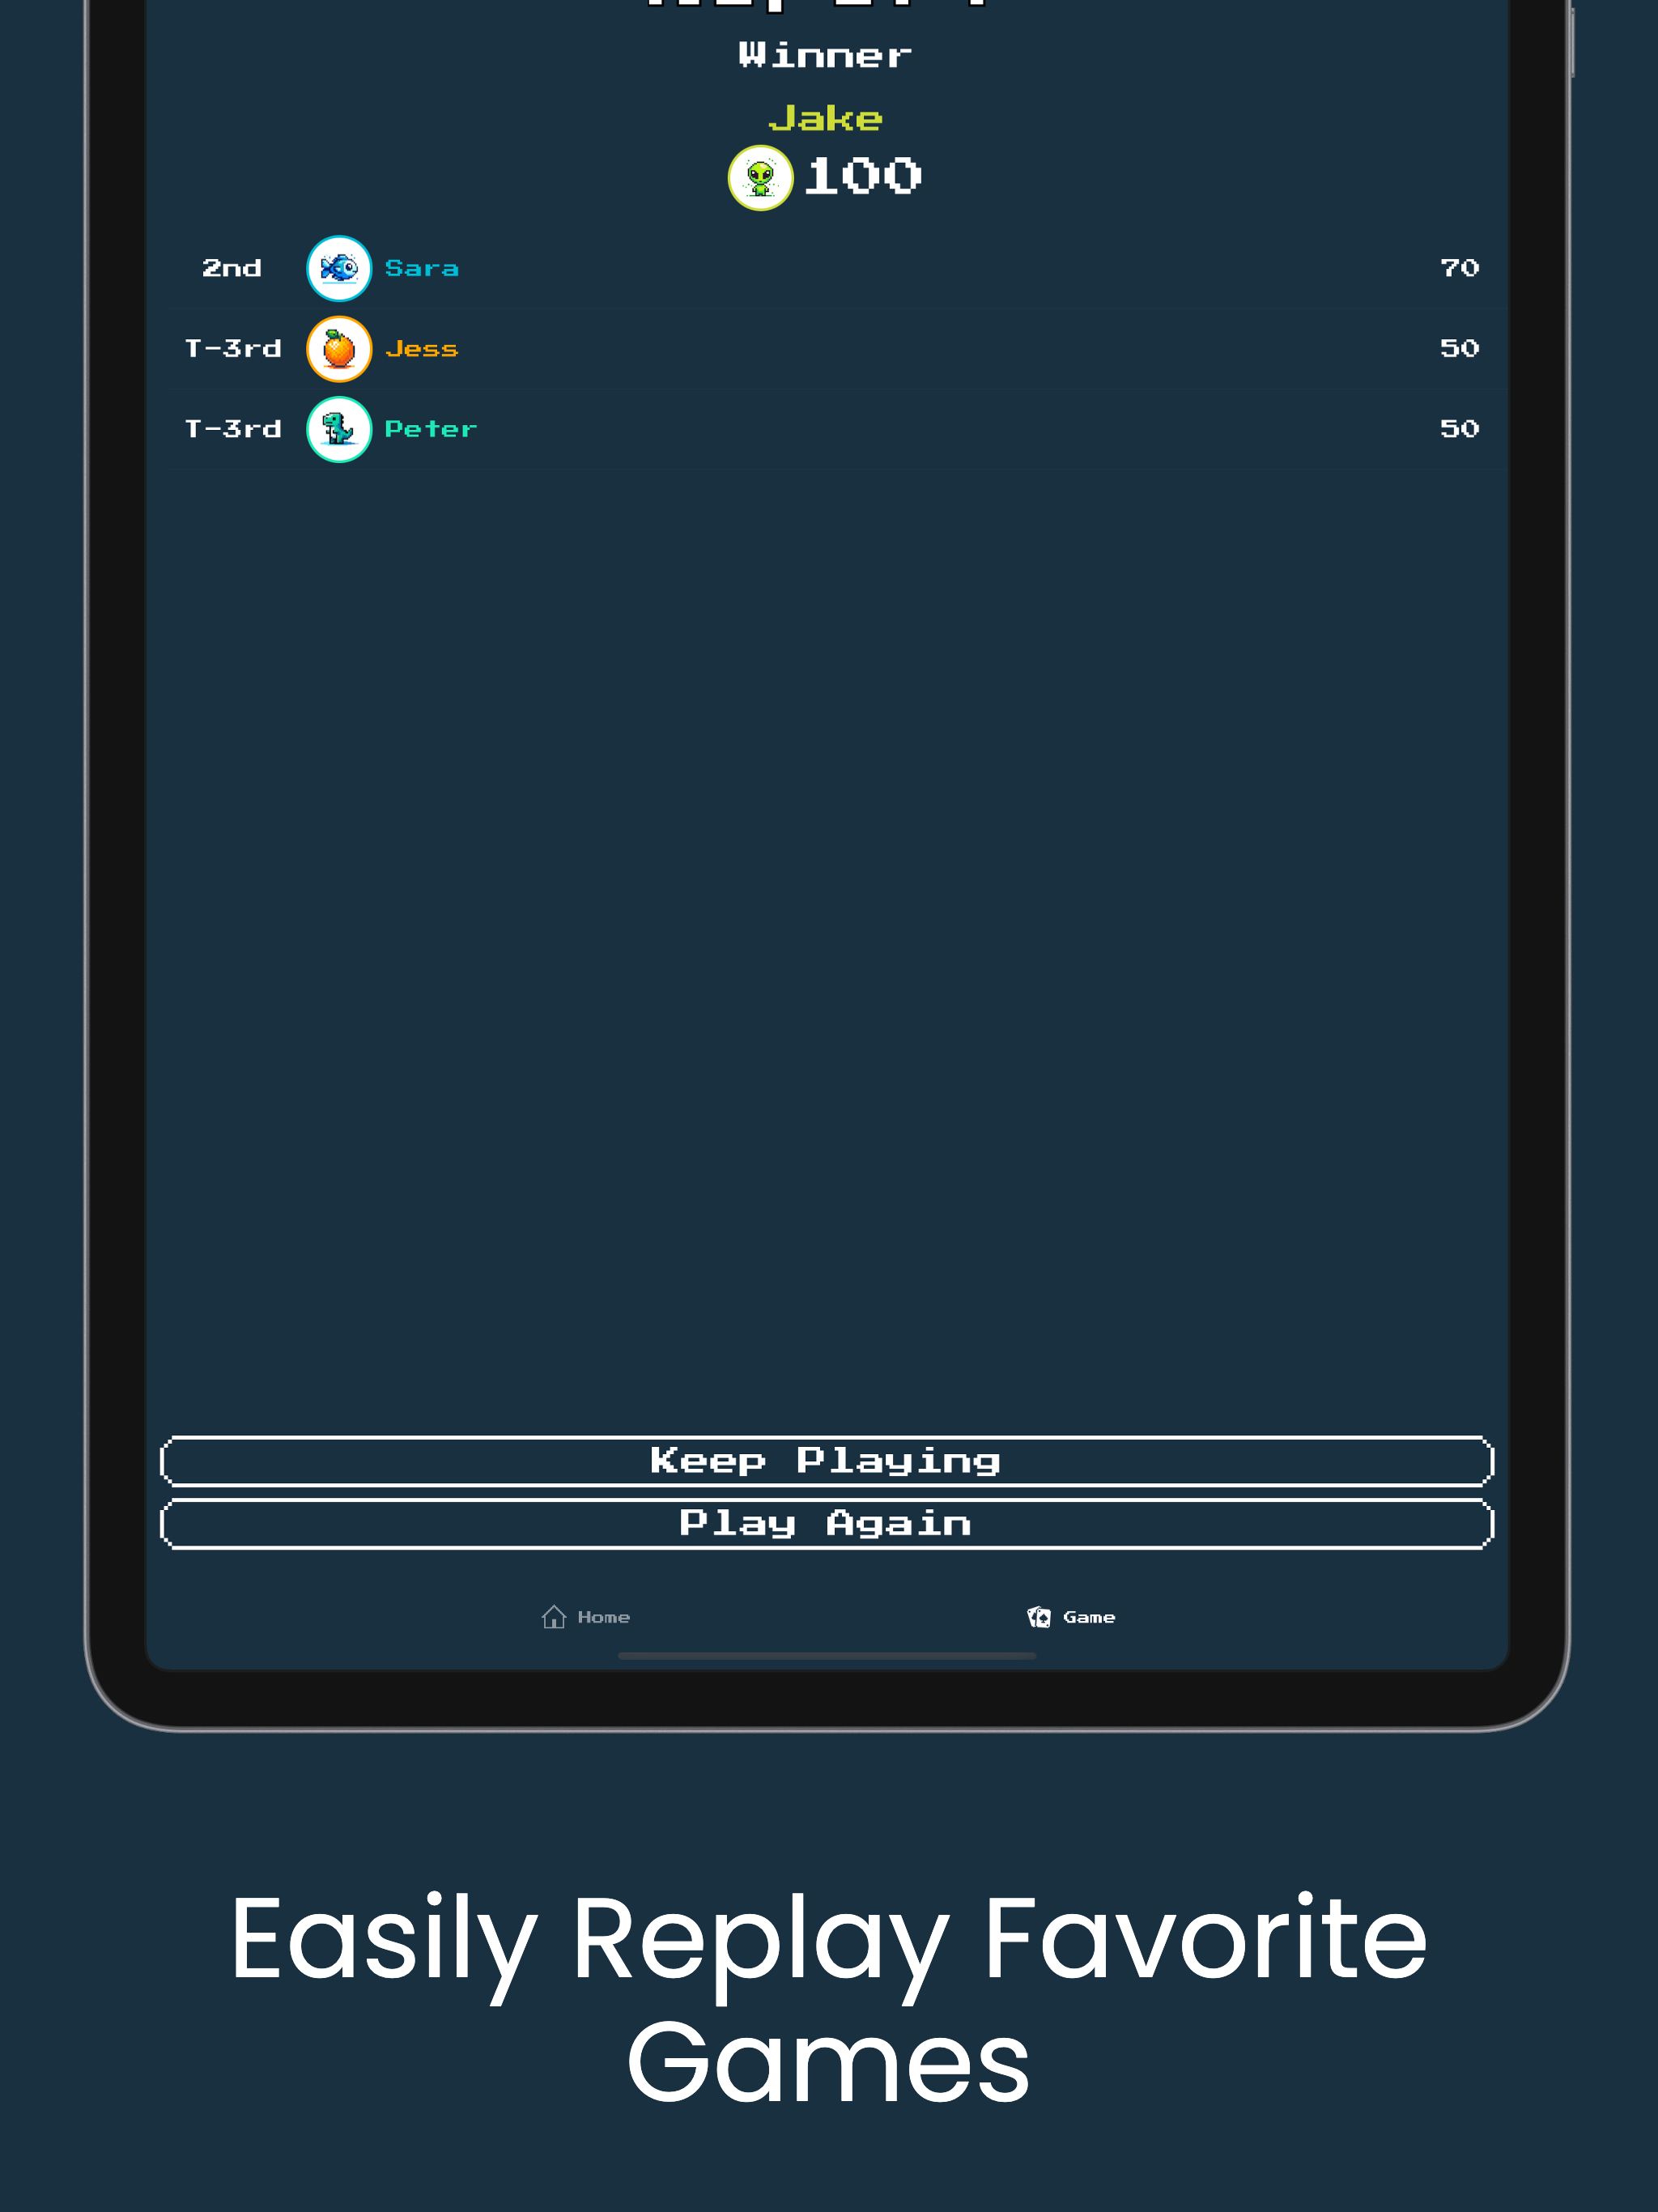 Winner
Jake
100
2nd Sara 70
T-3rd Jess 50
T-3rd Peter 50
Keep Playing
Play Again
Home Game
Easily Replay Favorite
Games